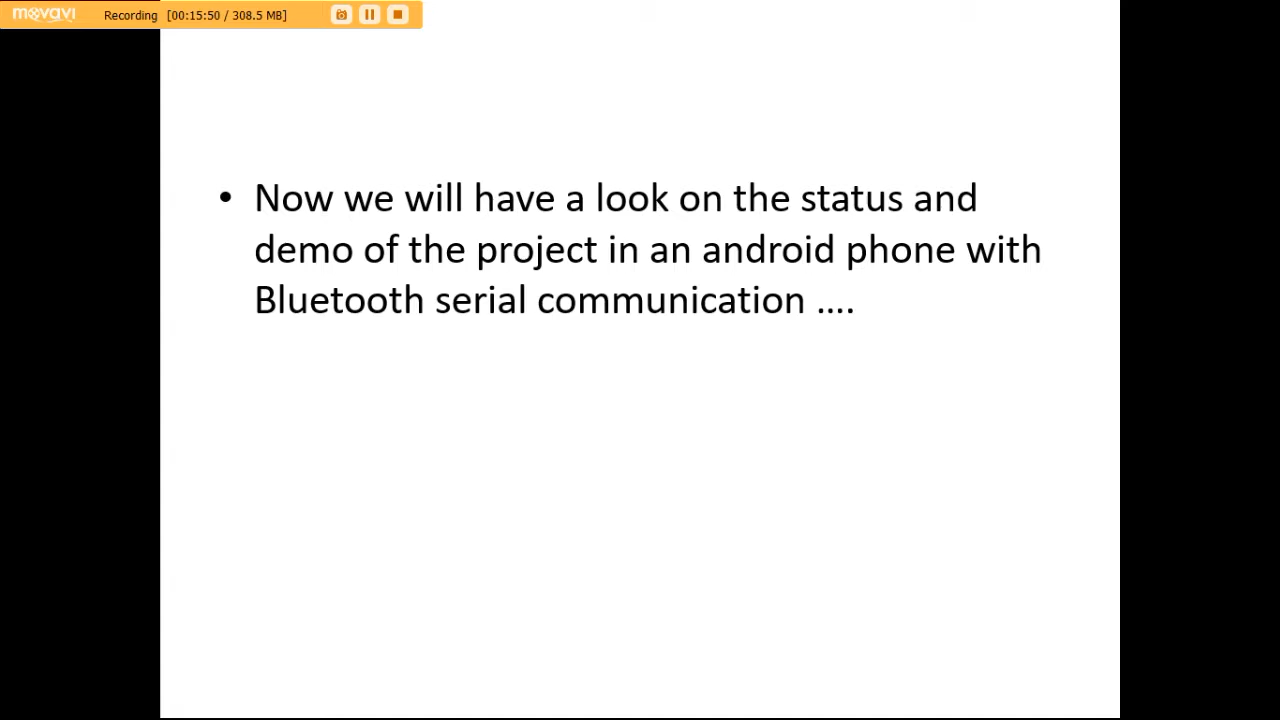 movavi Recording [00:15:50 / 308.5 MB]
• Now we will have a look on the status and
demo of the project in an android phone with
Bluetooth serial communication ....